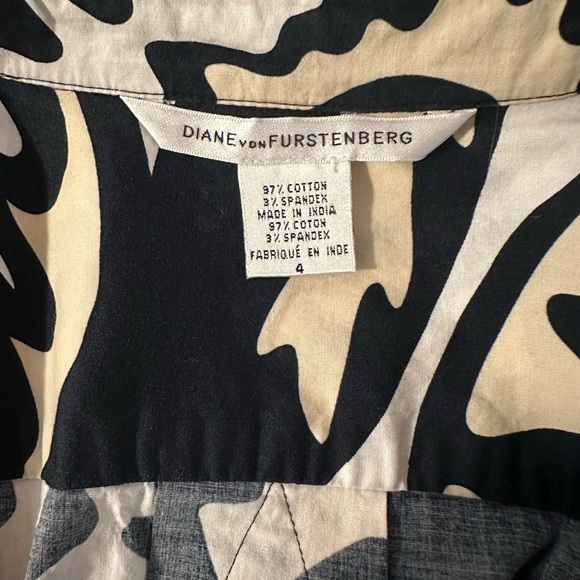 DIANE VON FURSTENBERG
97% COTTON
3% SPANDEX
MADE IN INDIA
97% COTON
3% SPANDEX
FABRIQUÉ EN INDE
4